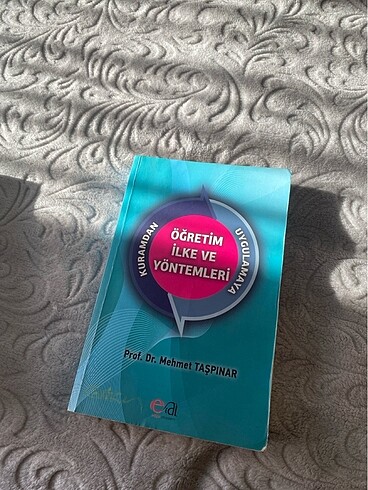 KURAMDAN
UYGULAMAYA
ÖĞRETİM
İLKE VE
YÖNTEMLERİ
Prof. Dr. Mehmet TAŞPINAR